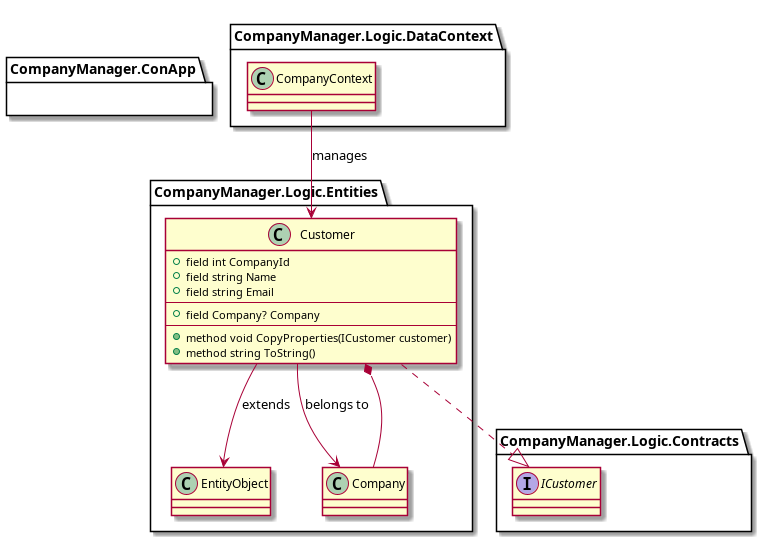 CompanyManager.Logic.DataContext
CompanyManager.ConApp
C CompanyContext
manages
CompanyManager.Logic.Entities
C Customer
field int CompanyId
field string Name
field string Email
field Company? Company
method void CopyProperties(ICustomer customer)
method string ToString()
extends
belongs to
CompanyManager.Logic.Contracts
C EntityObject
C Company
I ICustomer